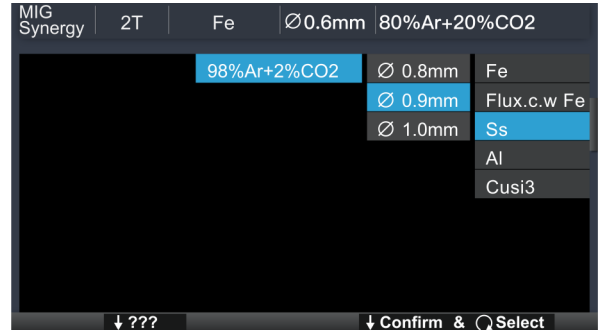 MIG
Synergy
2T
Fe
∅0.6mm
80%Ar+20%CO2
98%Ar+2%CO2
∅ 0.8mm
Fe
∅ 0.9mm
Flux.c.w Fe
∅ 1.0mm
Ss
Al
Cusi3
↓???
↓Confirm & Select